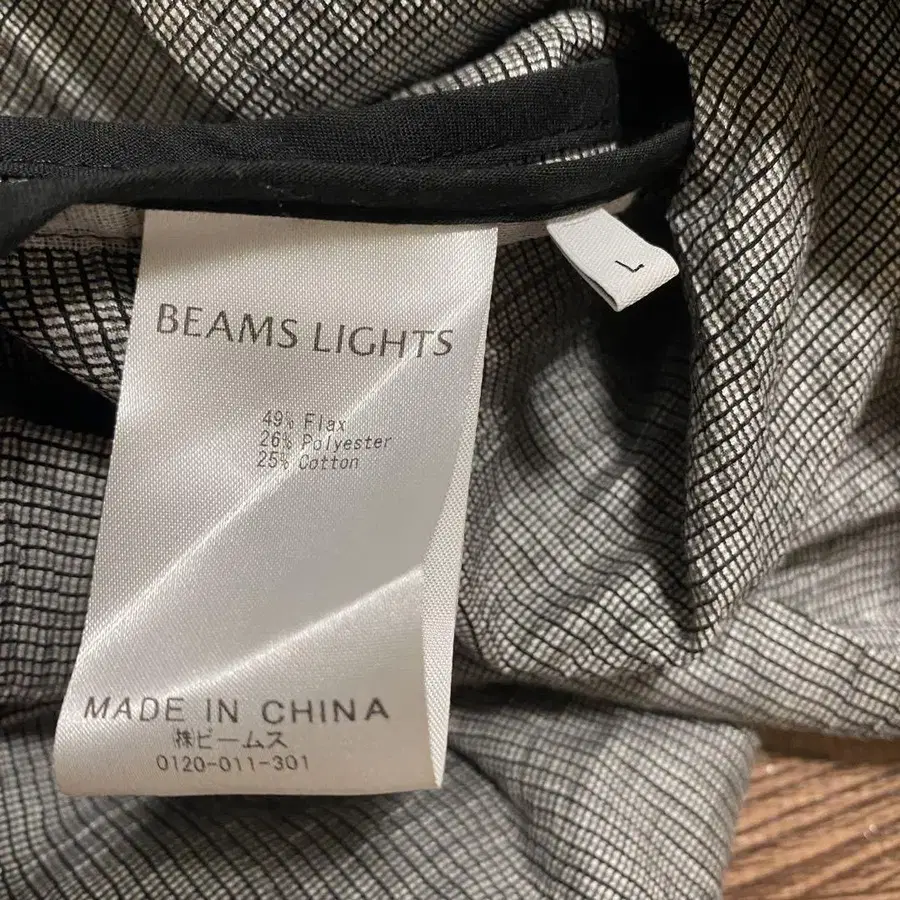 BEAMS LIGHTS
49% Flax
26% Polyester
25% Cotton
MADE IN CHINA
㈱ビームス
0120-011-301
L